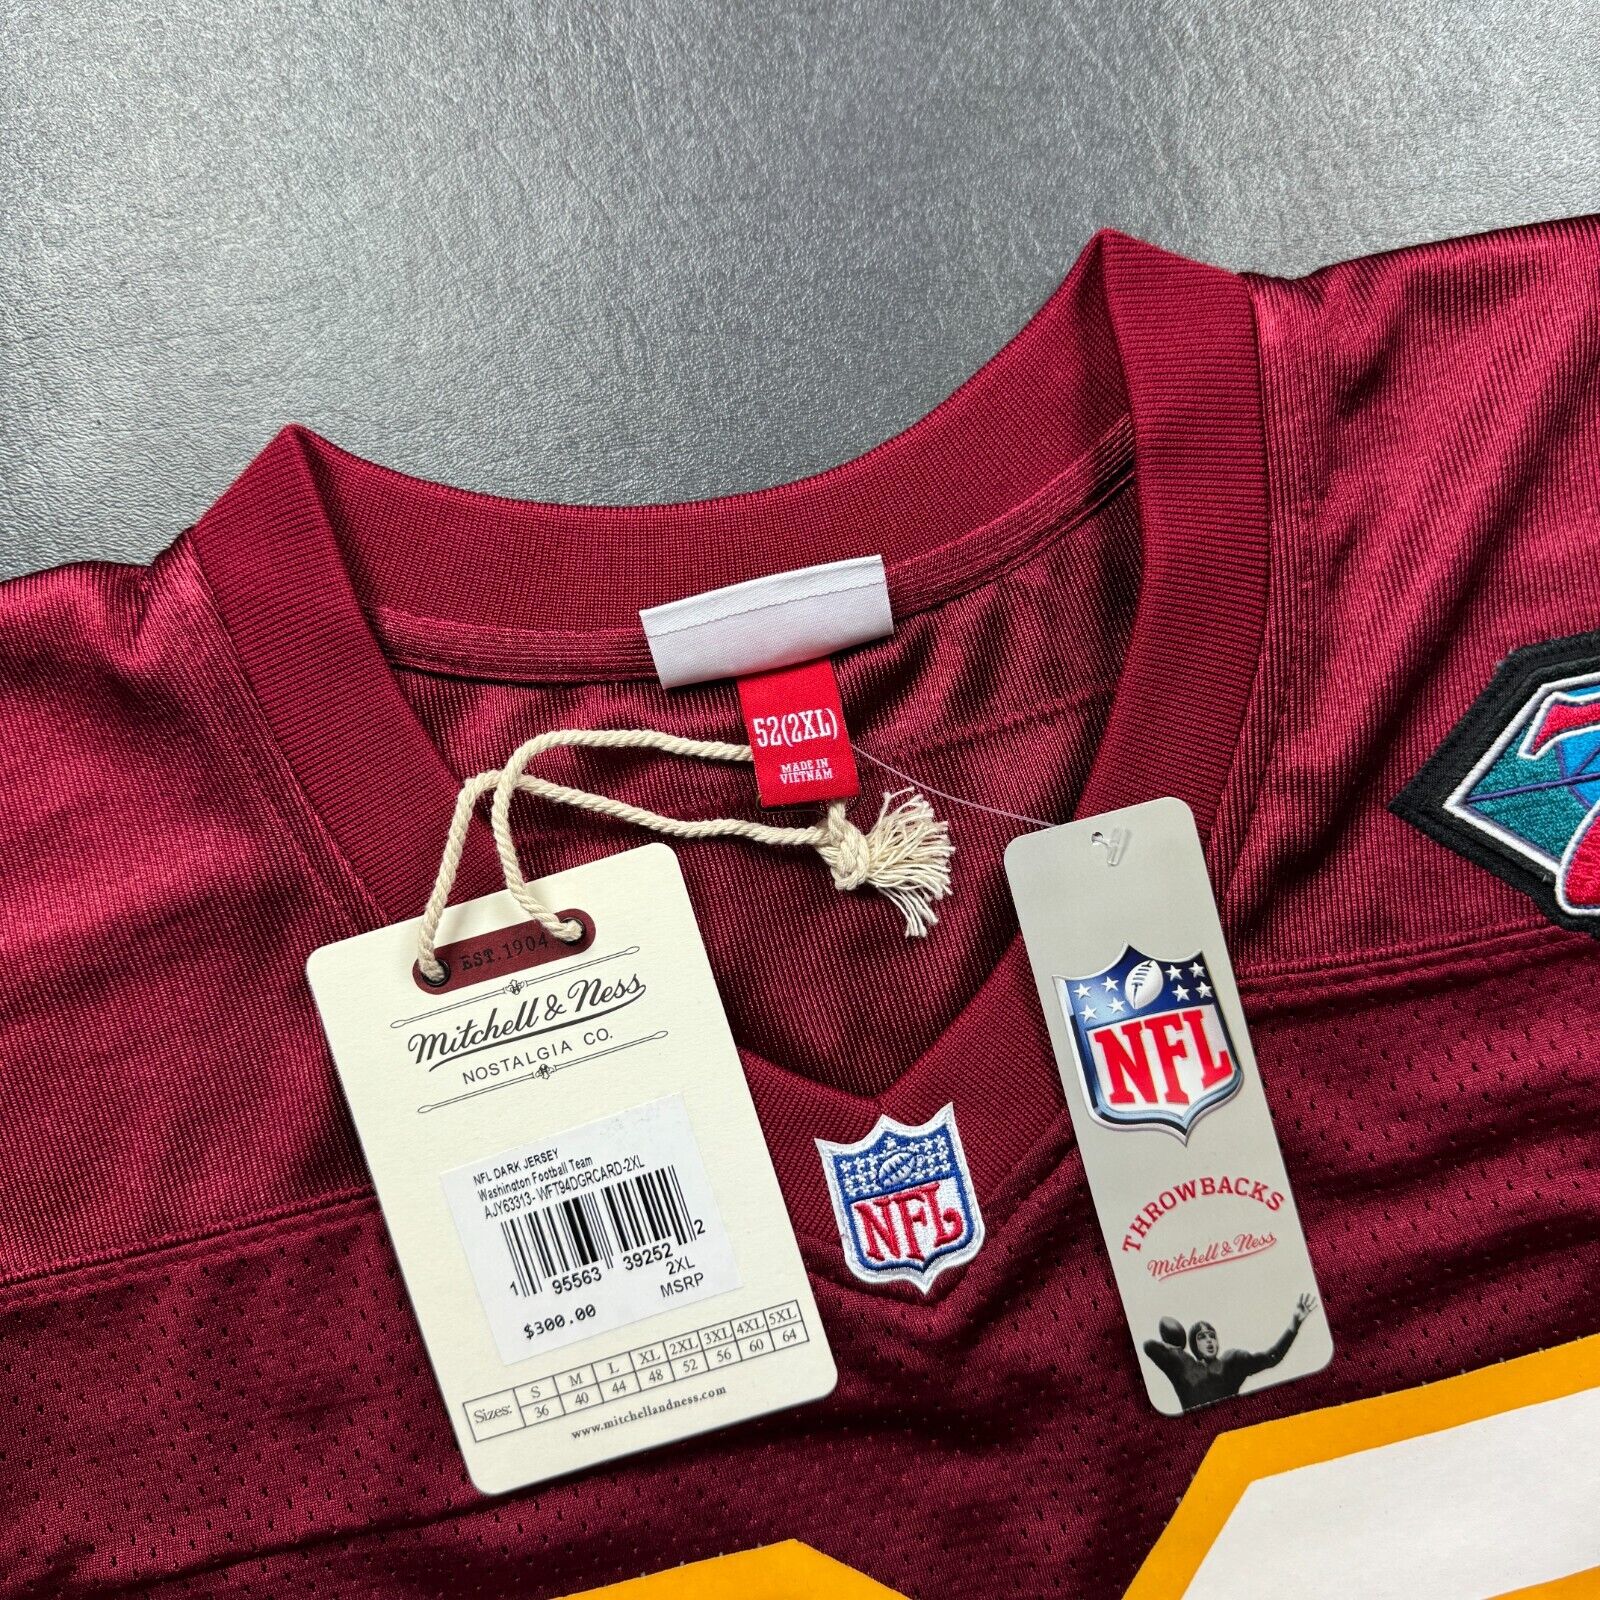 52(2XL)
MADE IN
VIETNAM
EST. 1904
Mitchell & Ness
NOSTALGIA CO.
NFL DARK JERSEY
Washington Football Team
AJY63313- WFT94DGRCARD-2XL
1 95563 39252 2
2XL
$300.00 MSRP
Sizes: S M L XL 2XL 3XL 4XL 5XL
36 40 44 48 52 56 60 64
www.mitchellandness.com
NFL
NFL
THROWBACKS
Mitchell & Ness
7